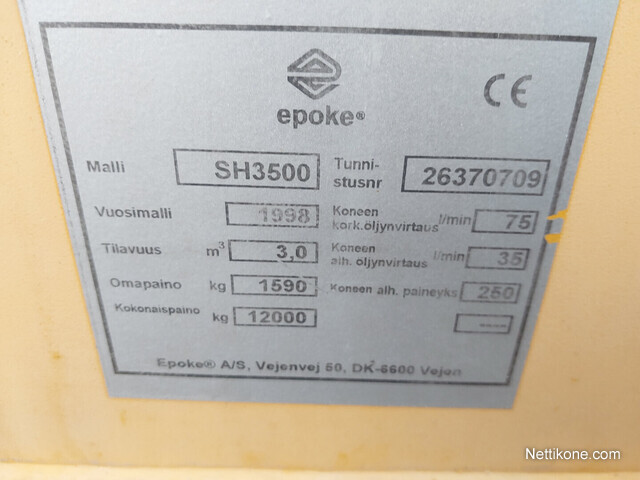 epoke®
CE
Malli SH3500 Tunni-
stusnr 26370709
Vuosimalli 1998 Koneen
kork.öljynvirtaus l/min 75
Tilavuus m³ 3,0 Koneen
alh. öljynvirtaus l/min 35
Omapaino kg 1590 Koneen alh. paineyks 250
Kokonaispaino kg 12000 ----
Epoke® A/S, Vejenvej 50, DK-6600 Vejen
Nettikone.com